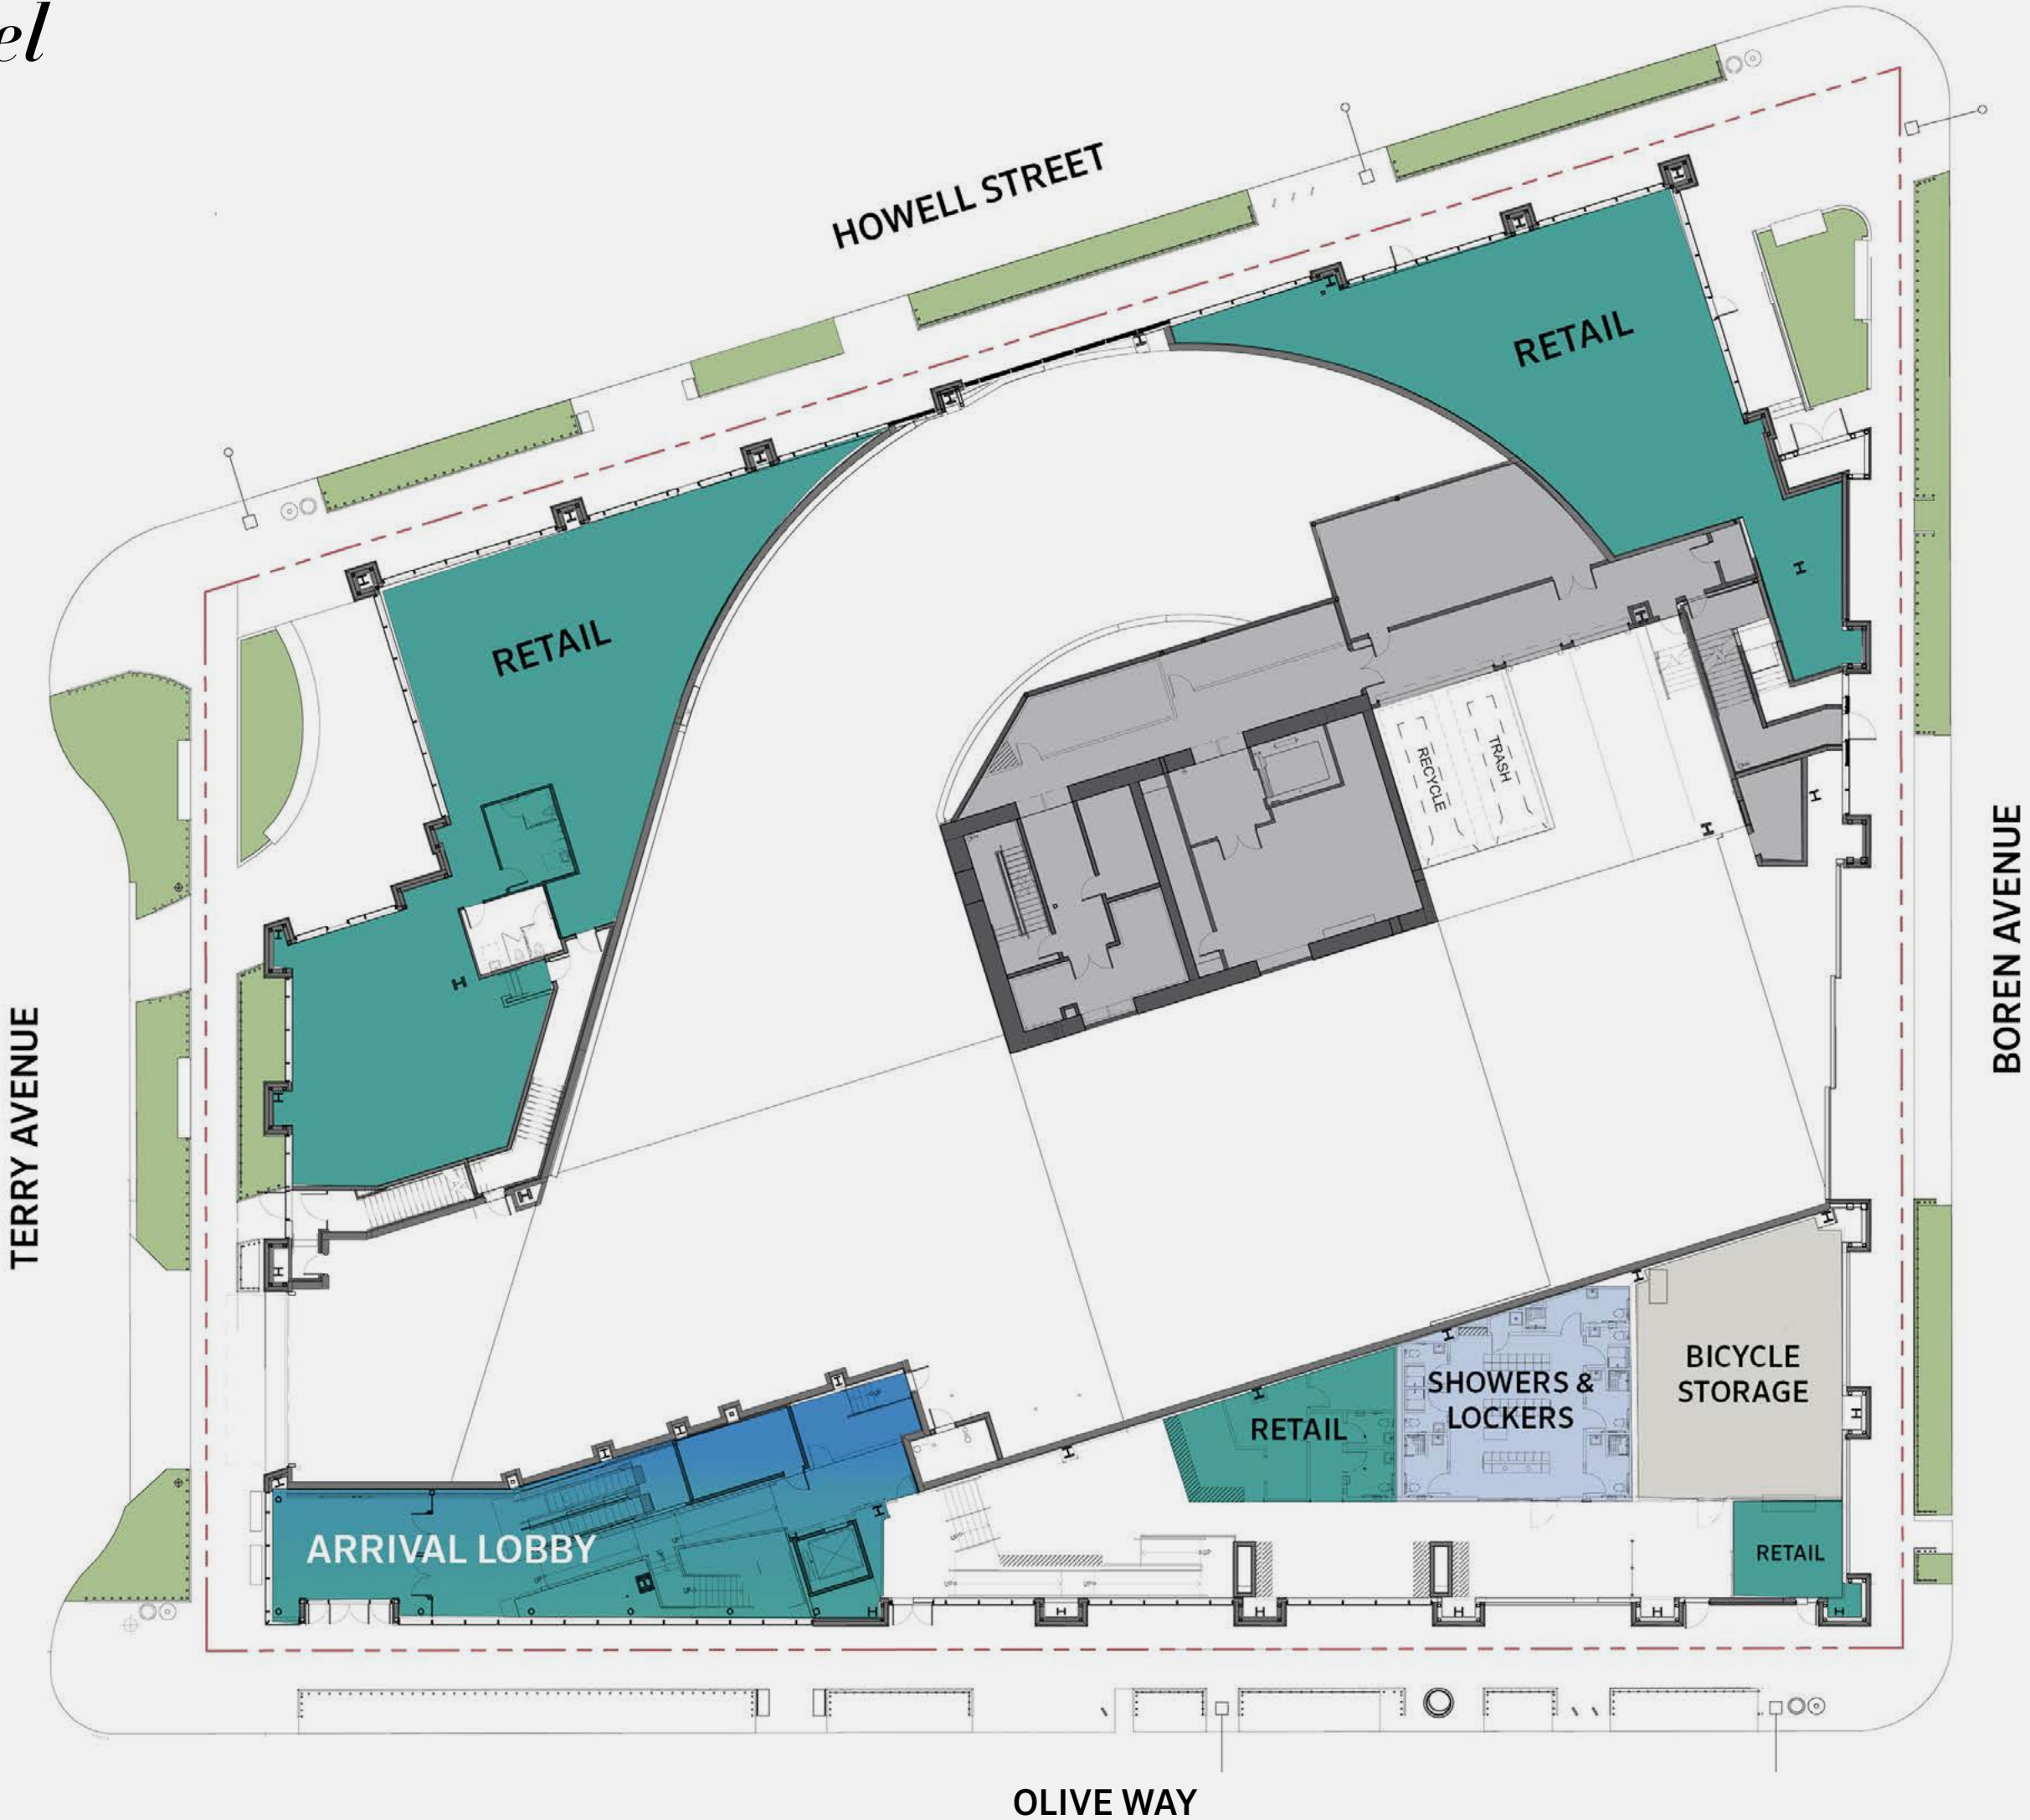 el
HOWELL STREET
RETAIL
RETAIL
RECYCLE
TRASH
TERRY AVENUE
BOREN AVENUE
BICYCLE
STORAGE
SHOWERS &
LOCKERS
RETAIL
ARRIVAL LOBBY
RETAIL
OLIVE WAY